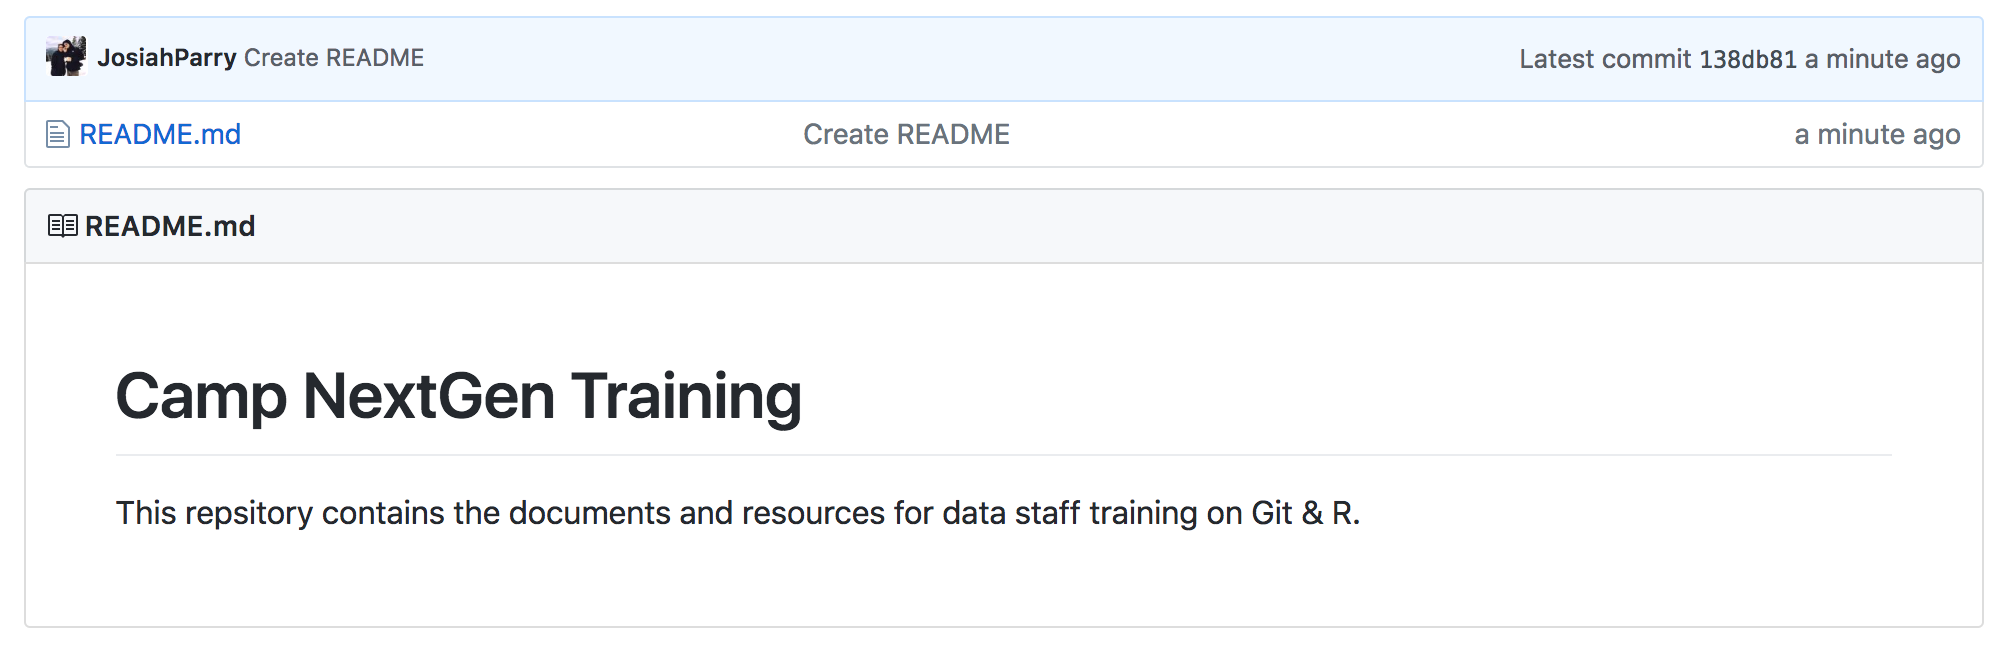 JosiahParry Create README Latest commit 138db81 a minute ago
README.md Create README a minute ago
README.md
Camp NextGen Training
This repsitory contains the documents and resources for data staff training on Git & R.